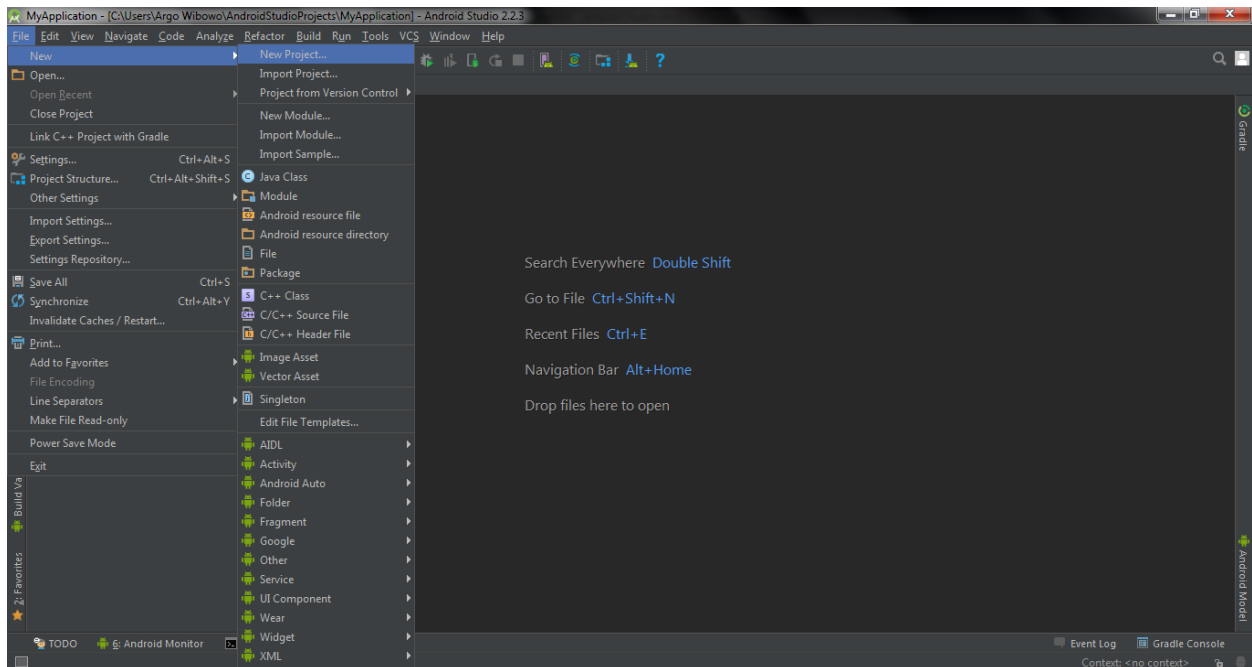 MyApplication - [C:\Users\Argo Wibowo\AndroidStudioProjects\MyApplication] - Android Studio 2.2.3
File Edit View Navigate Code Analyze Refactor Build Run Tools VCS Window Help
New
Open...
Open Recent
Close Project
Link C++ Project with Gradle
Settings... Ctrl+Alt+S
Project Structure... Ctrl+Alt+Shift+S
Other Settings
Import Settings...
Export Settings...
Settings Repository...
Save All Ctrl+S
Synchronize Ctrl+Alt+Y
Invalidate Caches / Restart...
Print...
Add to Favorites
File Encoding
Line Separators
Make File Read-only
Power Save Mode
Exit
New Project...
Import Project...
Project from Version Control
New Module...
Import Module...
Import Sample...
Java Class
Module
Android resource file
Android resource directory
File
Package
C++ Class
C/C++ Source File
C/C++ Header File
Image Asset
Vector Asset
Singleton
Edit File Templates...
AIDL
Activity
Android Auto
Folder
Fragment
Google
Other
Service
UI Component
Wear
Widget
XML
Search Everywhere Double Shift
Go to File Ctrl+Shift+N
Recent Files Ctrl+E
Navigation Bar Alt+Home
Drop files here to open
Gradle
Android Model
Build Va
2: Favorites
TODO 6: Android Monitor
Event Log Gradle Console
Context: <no context>